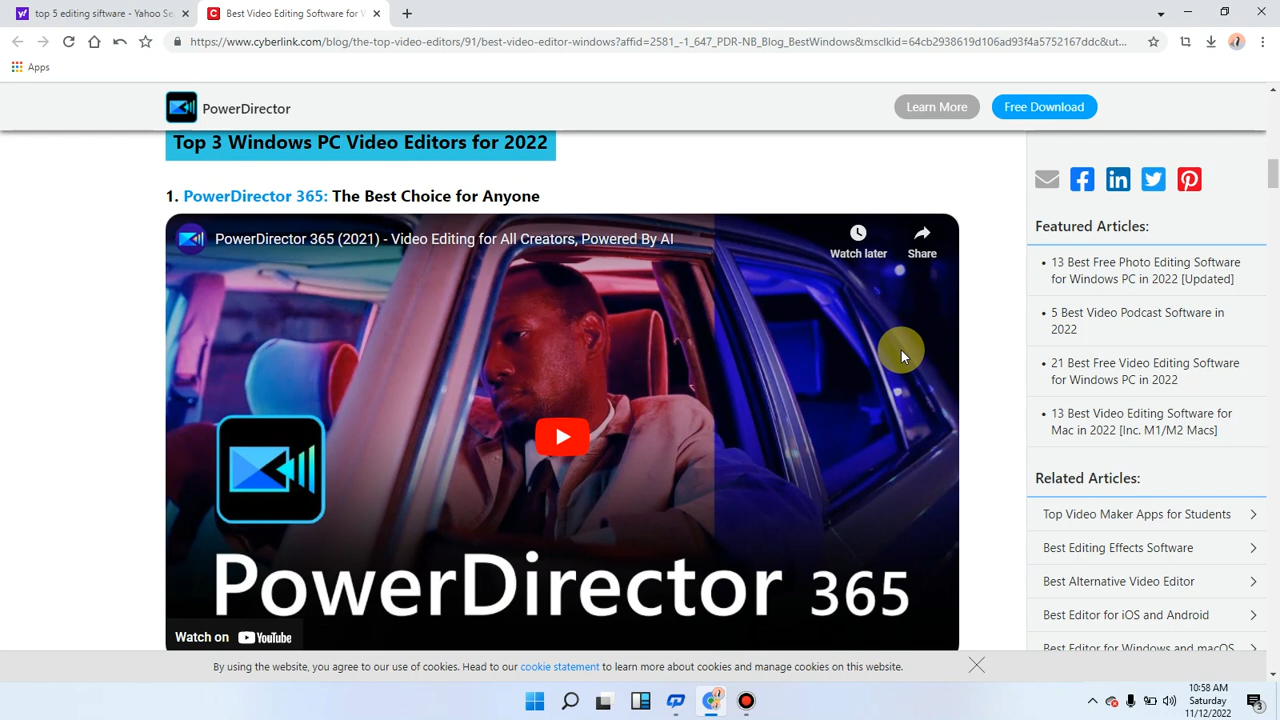 top 5 editing siftware - Yahoo Se
Best Video Editing Software for W
https://www.cyberlink.com/blog/the-top-video-editors/91/best-video-editor-windows?affid=2581_-1_647_PDR-NB_Blog_BestWindows&msclkid=64cb2938619d106ad93f4a5752167ddc&ut...
Apps
PowerDirector
Learn More
Free Download
Top 3 Windows PC Video Editors for 2022
1. PowerDirector 365: The Best Choice for Anyone
PowerDirector 365 (2021) - Video Editing for All Creators, Powered By AI
Watch later
Share
PowerDirector 365
Watch on YouTube
Featured Articles:
• 13 Best Free Photo Editing Software
for Windows PC in 2022 [Updated]
• 5 Best Video Podcast Software in
2022
• 21 Best Free Video Editing Software
for Windows PC in 2022
• 13 Best Video Editing Software for
Mac in 2022 [Inc. M1/M2 Macs]
Related Articles:
Top Video Maker Apps for Students
Best Editing Effects Software
Best Alternative Video Editor
Best Editor for iOS and Android
Best Editor for Windows and macOS
By using the website, you agree to our use of cookies. Head to our cookie statement to learn more about cookies and manage cookies on this website.
10:58 AM
Saturday
11/12/2022
3